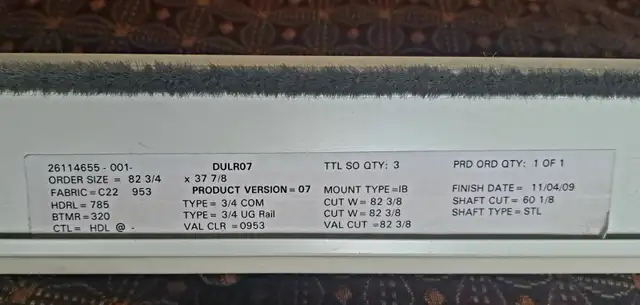 26114655-001- DULR07 TTL SO QTY: 3 PRD ORD QTY: 1 OF 1
ORDER SIZE = 82 3/4 x 37 7/8
FABRIC=C22 953 PRODUCT VERSION = 07 MOUNT TYPE=IB FINISH DATE= 11/04/09
HDRL= 785 TYPE= 3/4 COM CUT W= 82 3/8 SHAFT CUT= 60 1/8
BTMR=320 TYPE= 3/4 UG Rail CUT W= 82 3/8 SHAFT TYPE= STL
CTL= HDL @ - VAL CLR =0953 VAL CUT =82 3/8